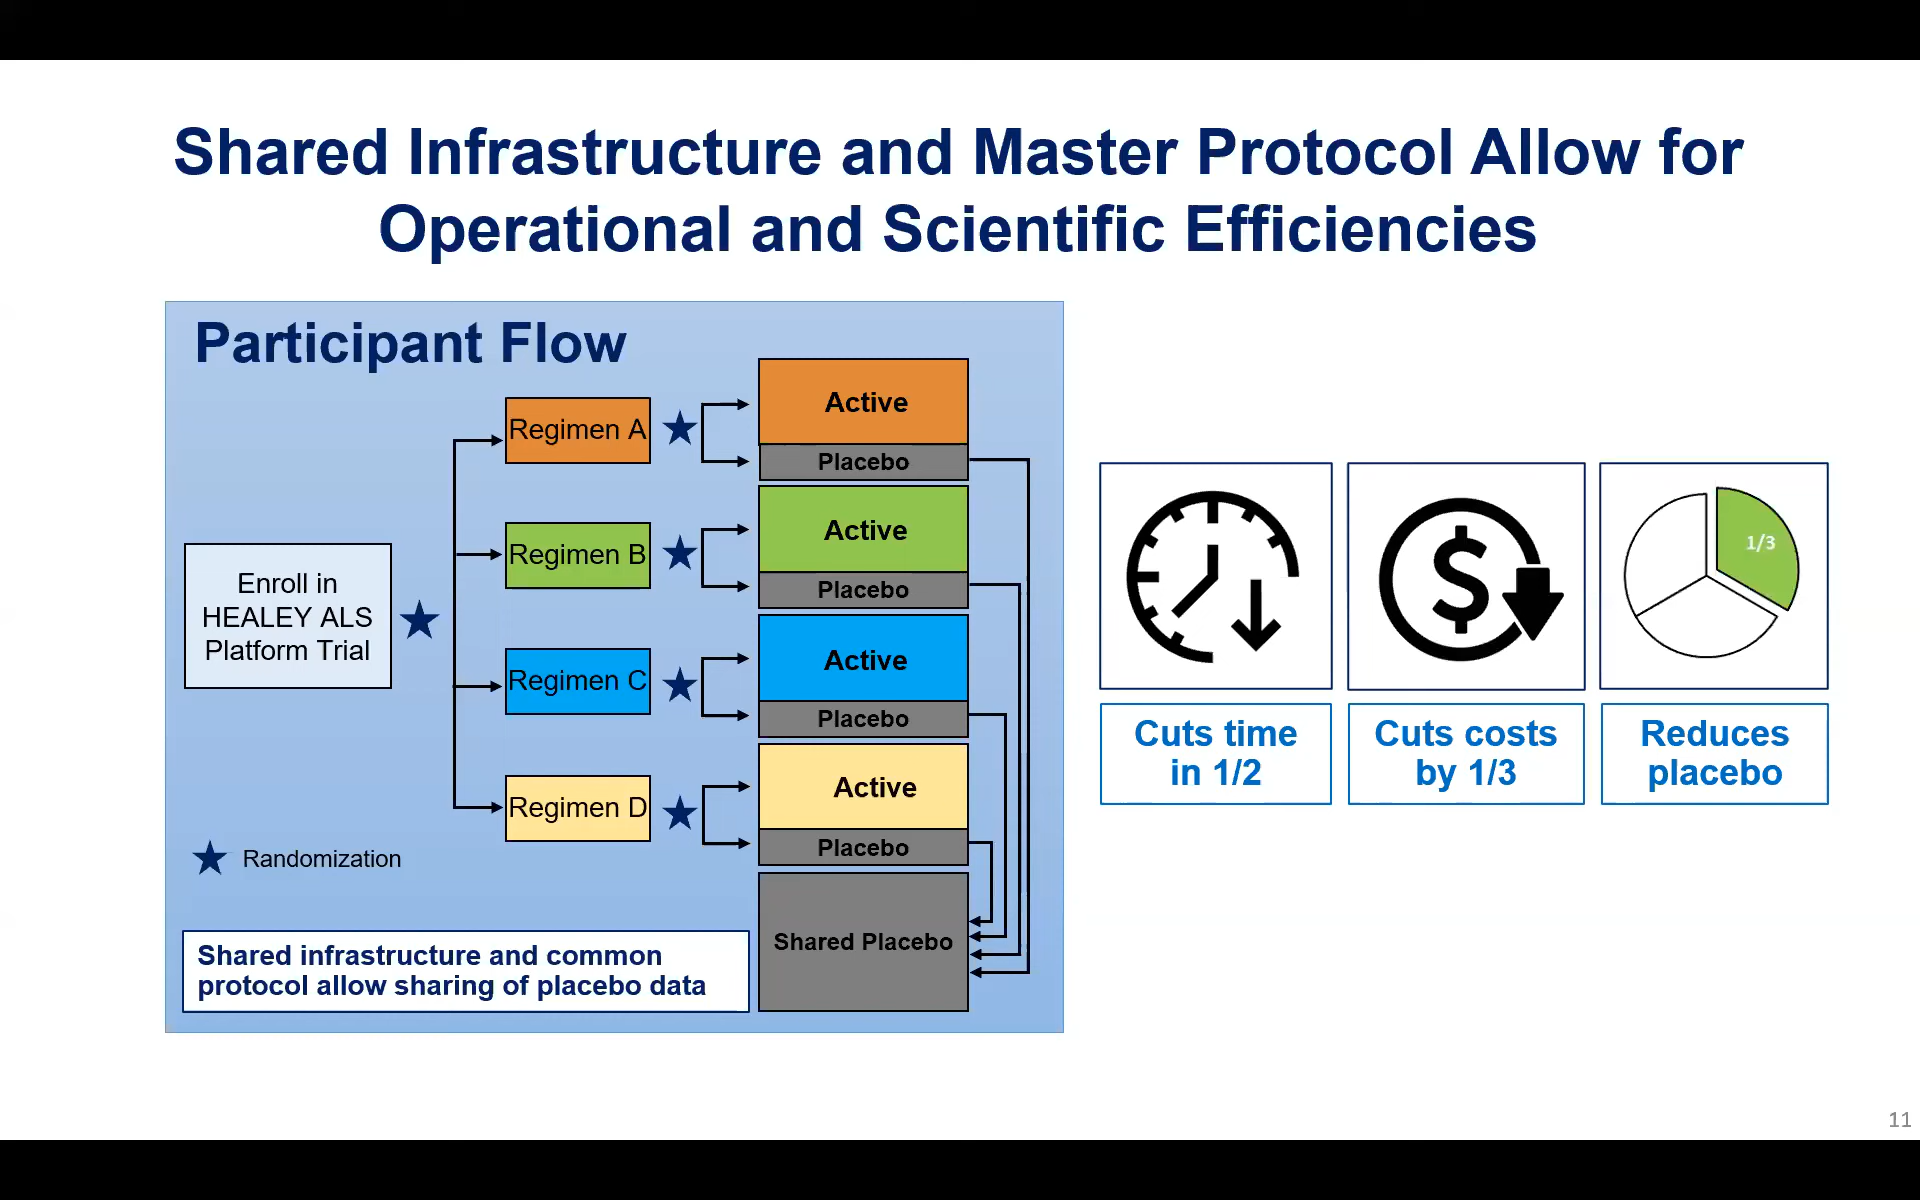 Shared Infrastructure and Master Protocol Allow for
Operational and Scientific Efficiencies
Participant Flow
Enroll in
HEALEY ALS
Platform Trial
Regimen A
Active
Placebo
Regimen B
Active
Placebo
Regimen C
Active
Placebo
Regimen D
Active
Placebo
Shared Placebo
Randomization
Shared infrastructure and common
protocol allow sharing of placebo data
$
1/3
Cuts time
in 1/2
Cuts costs
by 1/3
Reduces
placebo
11